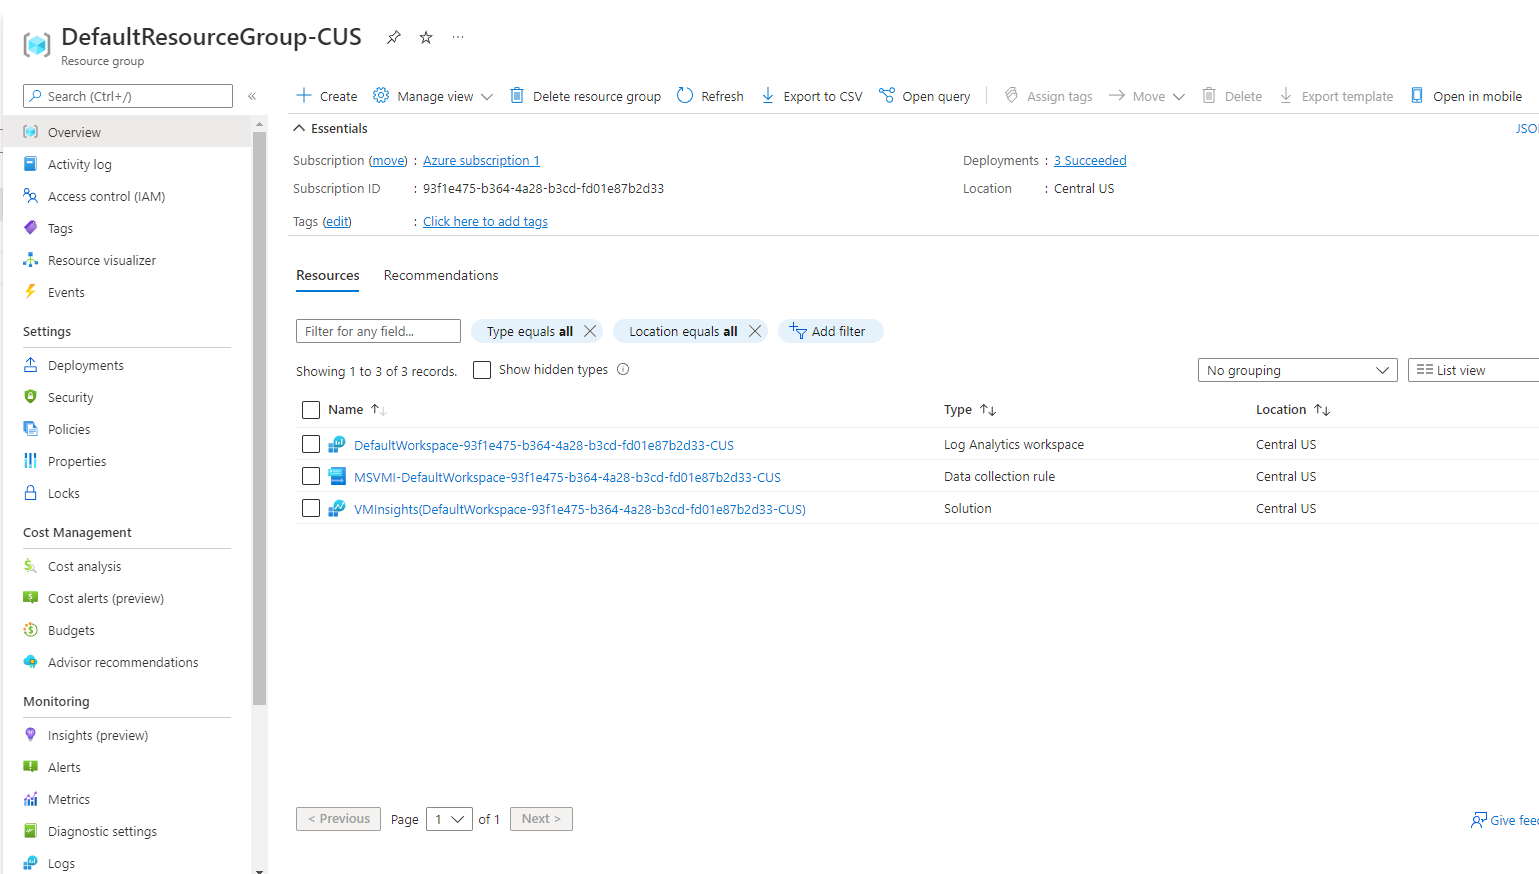 DefaultResourceGroup-CUS
Resource group
Search (Ctrl+/)
«
Create
Manage view
Delete resource group
Refresh
Export to CSV
Open query
Assign tags
Move
Delete
Export template
Open in mobile
Overview
Activity log
Access control (IAM)
Tags
Resource visualizer
Events
Settings
Deployments
Security
Policies
Properties
Locks
Cost Management
Cost analysis
Cost alerts (preview)
Budgets
Advisor recommendations
Monitoring
Insights (preview)
Alerts
Metrics
Diagnostic settings
Logs
Essentials
JSO
Subscription (move) : Azure subscription 1
Deployments : 3 Succeeded
Subscription ID : 93f1e475-b364-4a28-b3cd-fd01e87b2d33
Location : Central US
Tags (edit) : Click here to add tags
Resources Recommendations
Filter for any field...
Type equals all
Location equals all
Add filter
Showing 1 to 3 of 3 records.
Show hidden types
No grouping
List view
Name Type Location
DefaultWorkspace-93f1e475-b364-4a28-b3cd-fd01e87b2d33-CUS Log Analytics workspace Central US
MSVMI-DefaultWorkspace-93f1e475-b364-4a28-b3cd-fd01e87b2d33-CUS Data collection rule Central US
VMInsights(DefaultWorkspace-93f1e475-b364-4a28-b3cd-fd01e87b2d33-CUS) Solution Central US
< Previous Page 1 of 1 Next >
Give fee